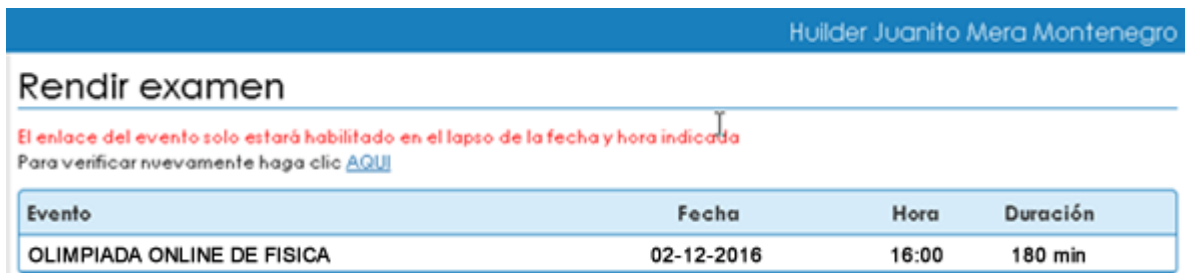 Huilder Juanito Mera Montenegro
Rendir examen
El enlace del evento solo estará habilitado en el lapso de la fecha y hora indicada
Para verificar nuevamente haga clic AQUI
Evento Fecha Hora Duración
OLIMPIADA ONLINE DE FISICA 02-12-2016 16:00 180 min